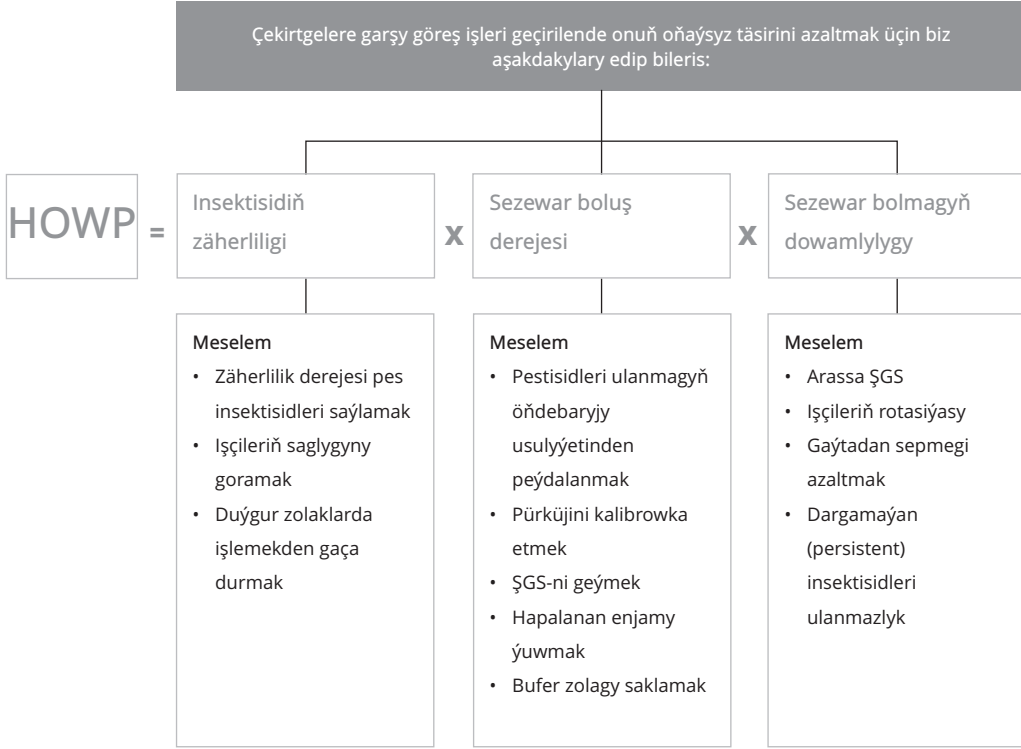 Çekirtgelere garşy göreş işleri geçirilende onuň oňaýsyz täsirini azaltmak üçin biz
aşakdakylary edip bileris:
HOWP
=
Insektisidiň
zäherliligi
x
Sezewar boluş
derejesi
x
Sezewar bolmagyň
dowamlylygy
Meselem
• Zäherlilik derejesi pes
insektisidleri saýlamak
• Işçileriň saglygyny
goramak
• Duýgur zolaklarda
işlemekden gaça
durmak
Meselem
• Pestisidleri ulanmagyň
öňdebaryjy
usulyýetinden
peýdalanmak
• Pürküjini kalibrowka
etmek
• ŞGS-ni geýmek
• Hapalanan enjamy
ýuwmak
• Bufer zolagy saklamak
Meselem
• Arassa ŞGS
• Işçileriň rotasiýasy
• Gaýtadan sepmegi
azaltmak
• Dargamaýan
(persistent)
insektisidleri
ulanmazlyk